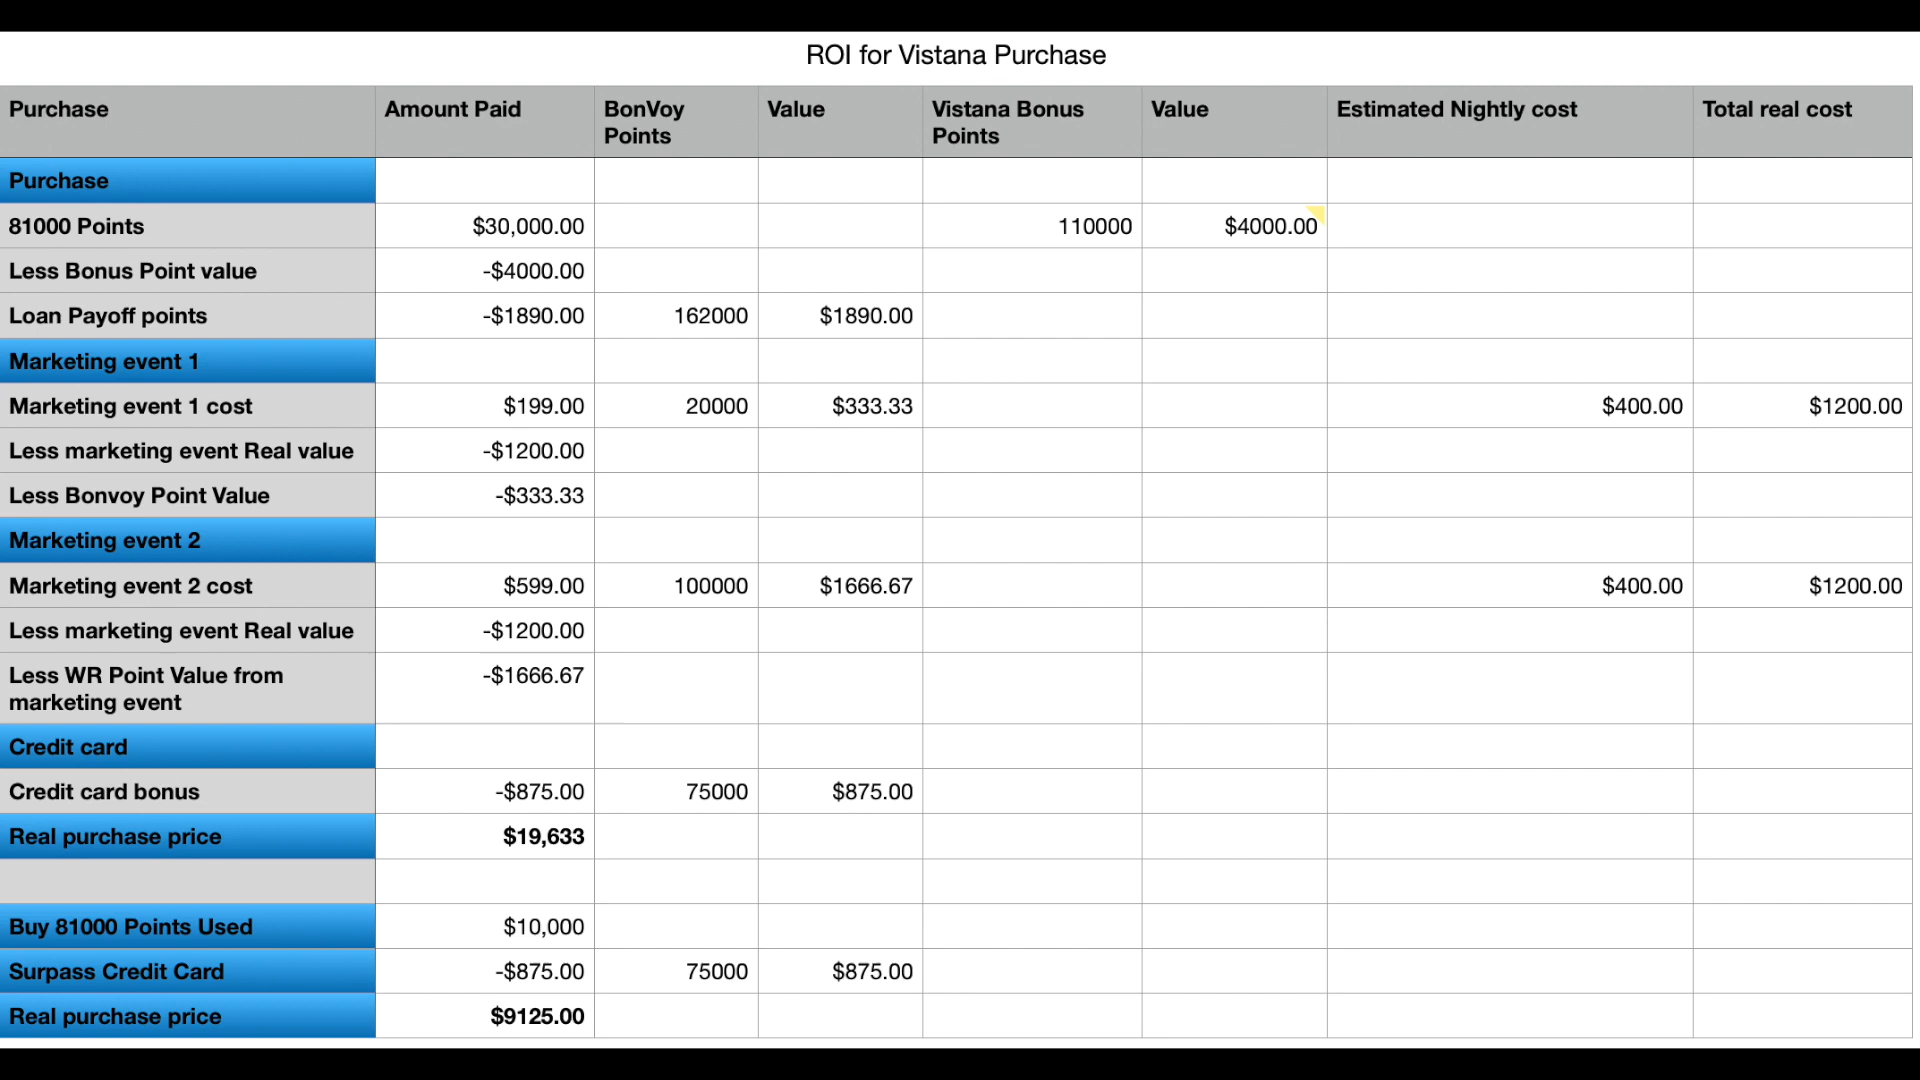 ROI for Vistana Purchase
Purchase Amount Paid BonVoy Points Value Vistana Bonus Points Value Estimated Nightly cost Total real cost
Purchase
81000 Points $30,000.00 110000 $4000.00
Less Bonus Point value -$4000.00
Loan Payoff points -$1890.00 162000 $1890.00
Marketing event 1
Marketing event 1 cost $199.00 20000 $333.33 $400.00 $1200.00
Less marketing event Real value -$1200.00
Less Bonvoy Point Value -$333.33
Marketing event 2
Marketing event 2 cost $599.00 100000 $1666.67 $400.00 $1200.00
Less marketing event Real value -$1200.00
Less WR Point Value from marketing event -$1666.67
Credit card
Credit card bonus -$875.00 75000 $875.00
Real purchase price $19,633
Buy 81000 Points Used $10,000
Surpass Credit Card -$875.00 75000 $875.00
Real purchase price $9125.00